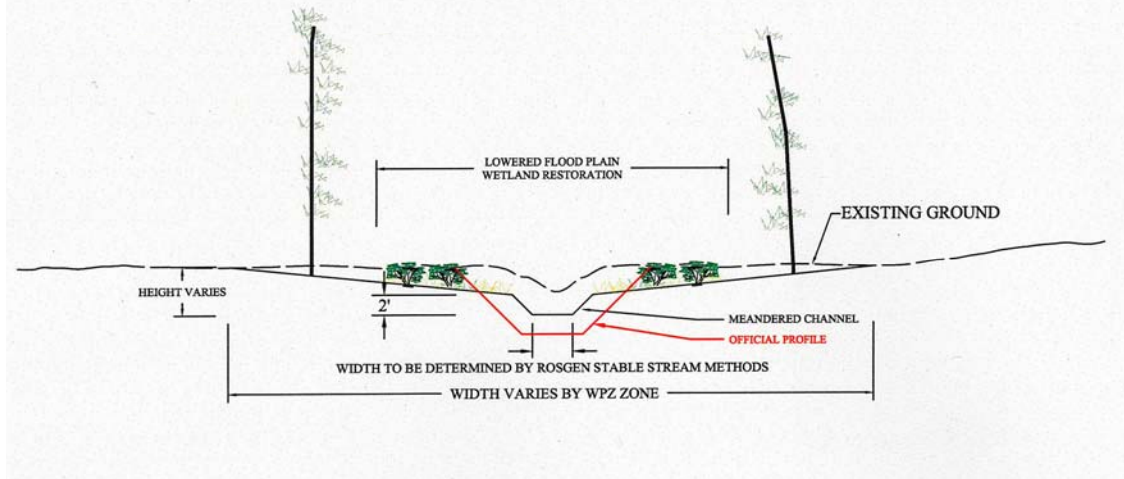 LOWERED FLOOD PLAIN
WETLAND RESTORATION
EXISTING GROUND
HEIGHT VARIES
2'
MEANDERED CHANNEL
OFFICIAL PROFILE
WIDTH TO BE DETERMINED BY ROSGEN STABLE STREAM METHODS
WIDTH VARIES BY WPZ ZONE